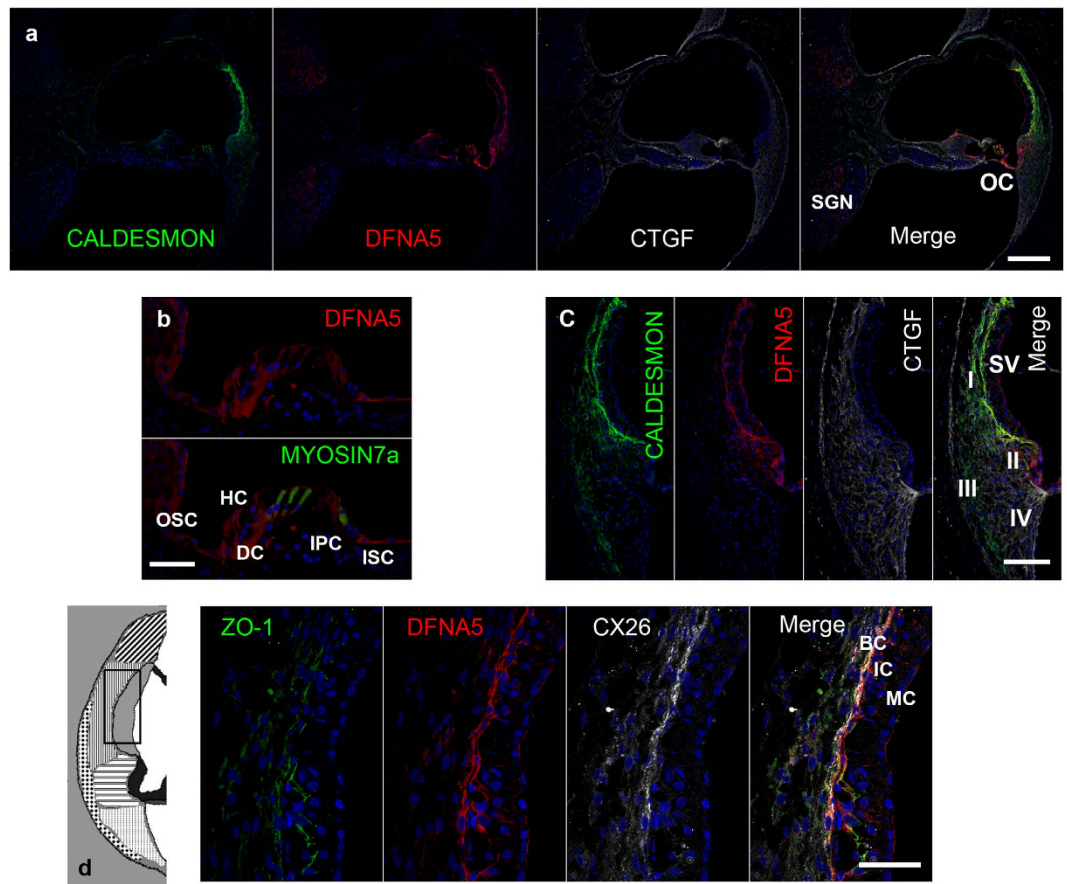 a
CALDESMON
DFNA5
CTGF
SGN
OC
Merge
b
DFNA5
MYOSIN7a
HC
OSC
DC
IPC
ISC
C
CALDESMON
DFNA5
CTGF
Merge
SV
I
II
III
IV
d
ZO-1
DFNA5
CX26
Merge
BC
IC
MC